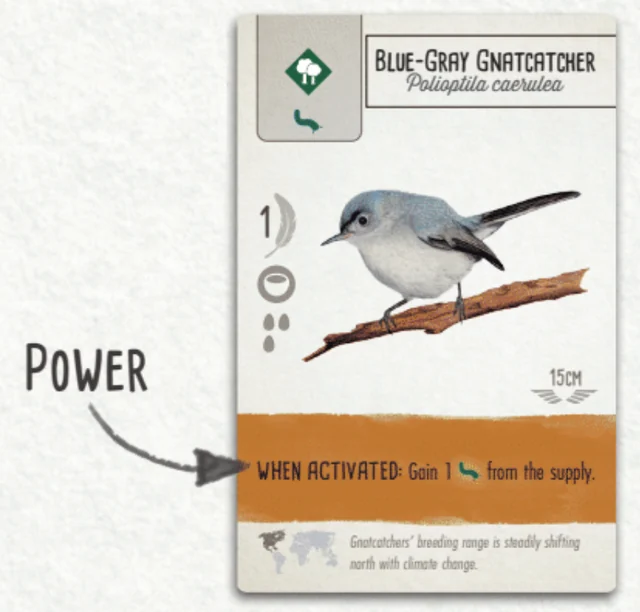 BLUE-GRAY GNATCATCHER
Polioptila caerulea
1
15CM
POWER
WHEN ACTIVATED: Gain 1 from the supply.
Gnatcatchers' breeding range is steadily shifting
north with climate change.